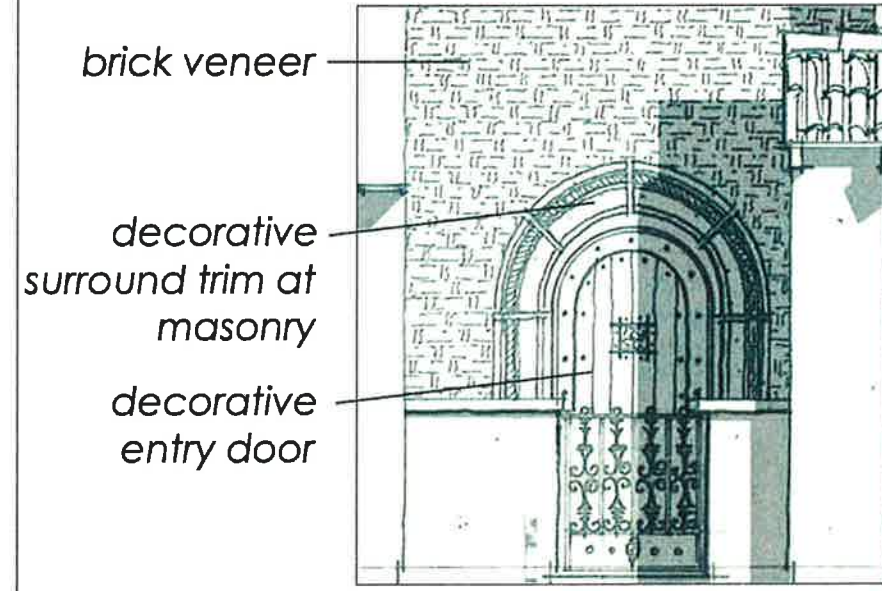 brick veneer
decorative
surround trim at
masonry
decorative
entry door